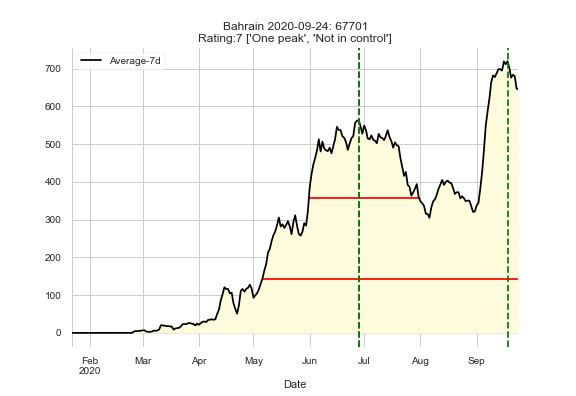 Bahrain 2020-09-24: 67701
Rating:7 ['One peak', 'Not in control']
Average-7d
700
600
500
400
300
200
100
0
Feb Mar Apr May Jun Jul Aug Sep
2020
Date